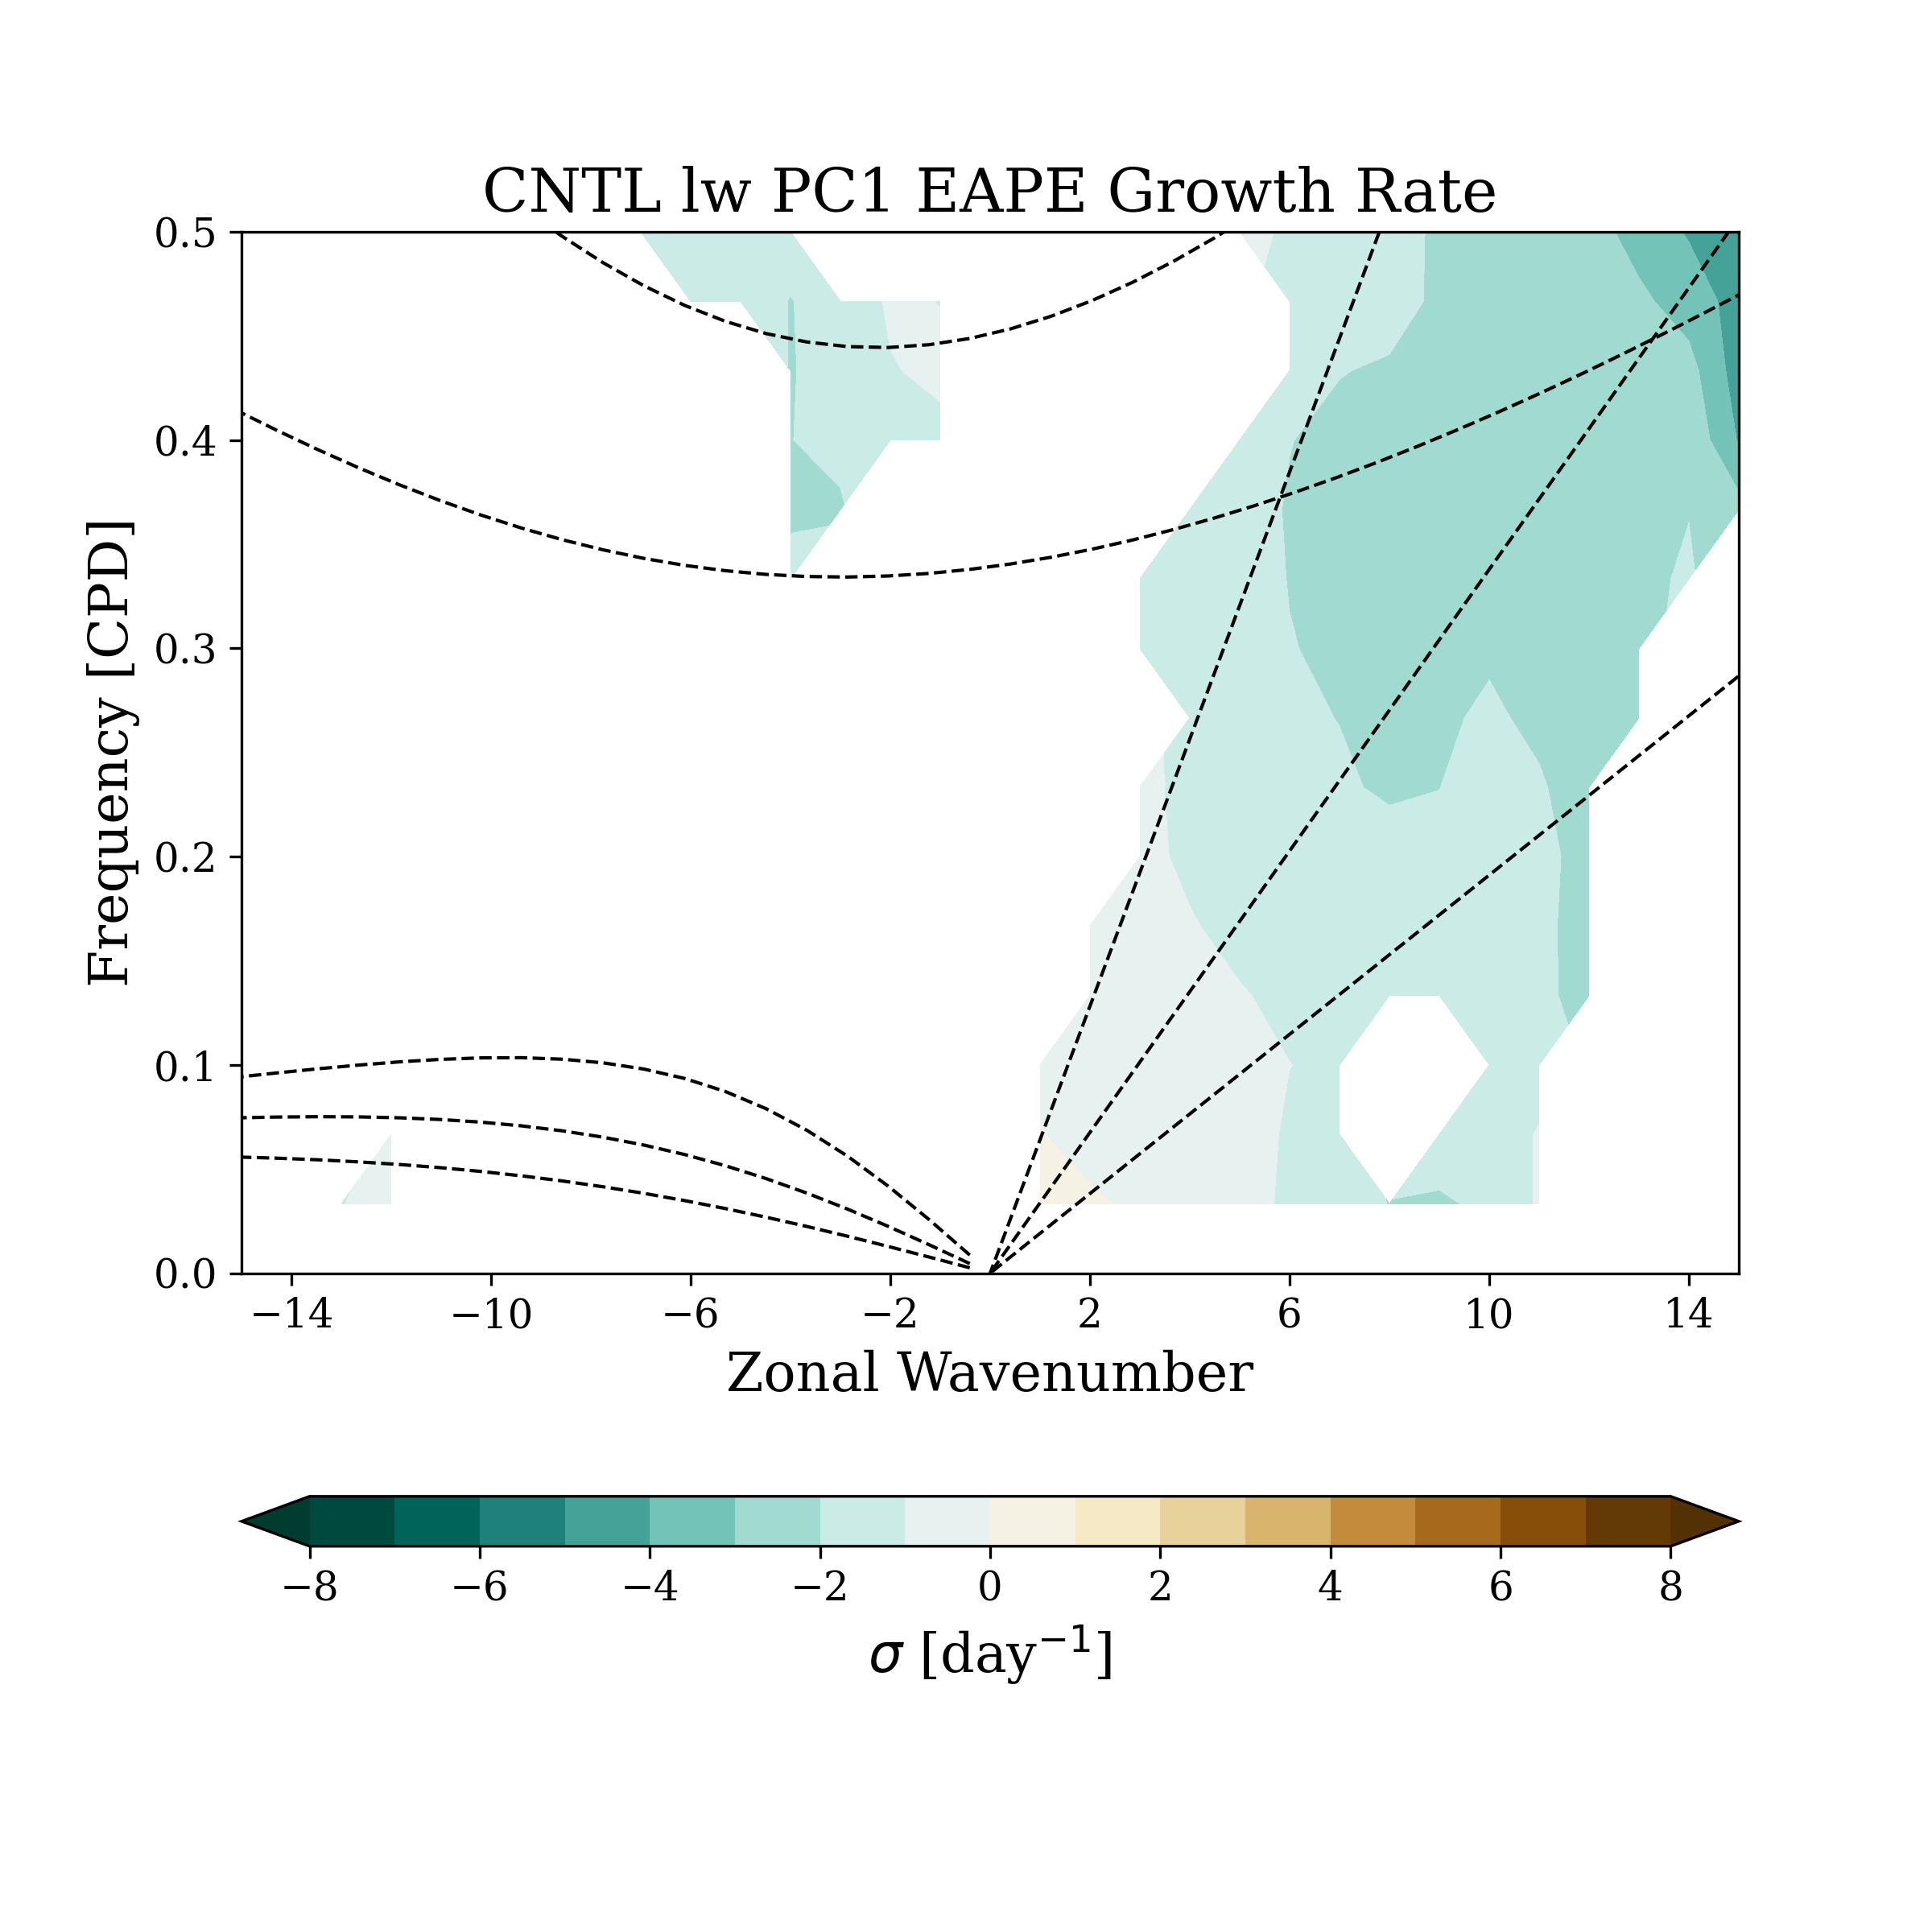 CNTL lw PC1 EAPE Growth Rate
0.5
0.4
0.3
0.2
0.1
0.0
Frequency [CPD]
−14 −10 −6 −2 2 6 10 14
Zonal Wavenumber
−8 −6 −4 −2 0 2 4 6 8
σ [day⁻¹]